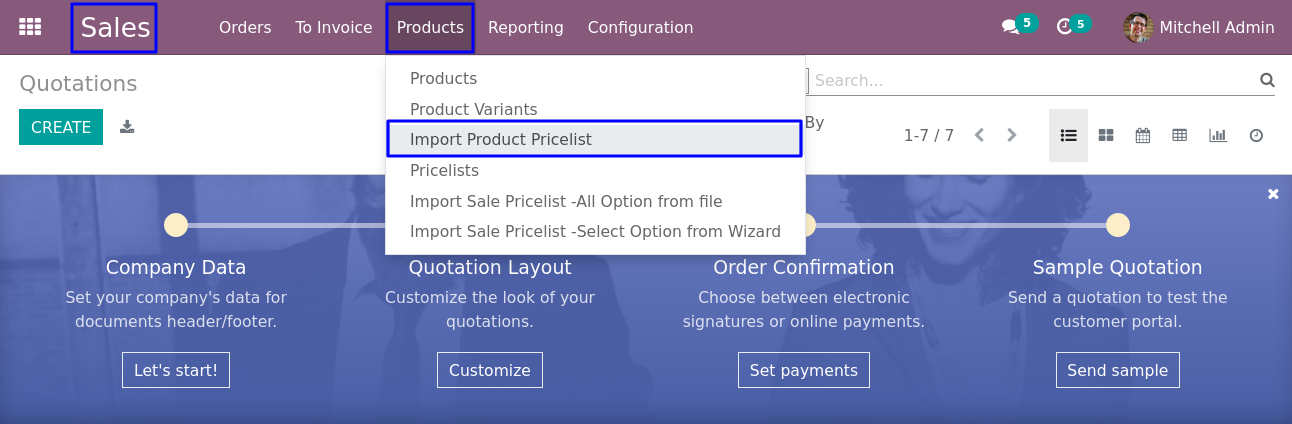 Sales Orders To Invoice Products Reporting Configuration 5 5 Mitchell Admin
Quotations
Search...
CREATE
By
1-7 / 7
Products
Product Variants
Import Product Pricelist
Pricelists
Import Sale Pricelist -All Option from file
Import Sale Pricelist -Select Option from Wizard
Company Data
Set your company's data for
documents header/footer.
Let's start!
Quotation Layout
Customize the look of your
quotations.
Customize
Order Confirmation
Choose between electronic
signatures or online payments.
Set payments
Sample Quotation
Send a quotation to test the
customer portal.
Send sample